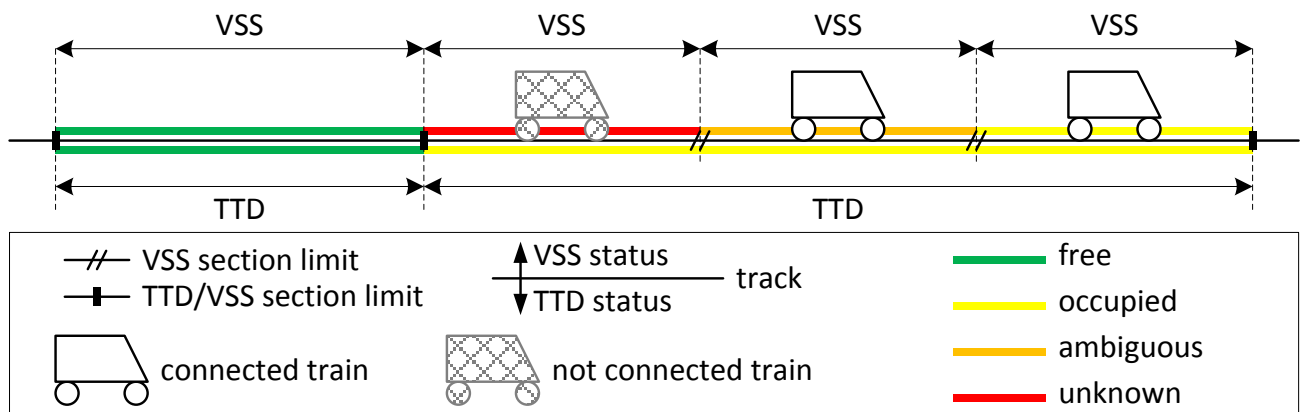 VSS VSS VSS VSS
TTD TTD
VSS section limit
TTD/VSS section limit
connected train
VSS status
track
TTD status
not connected train
free
occupied
ambiguous
unknown